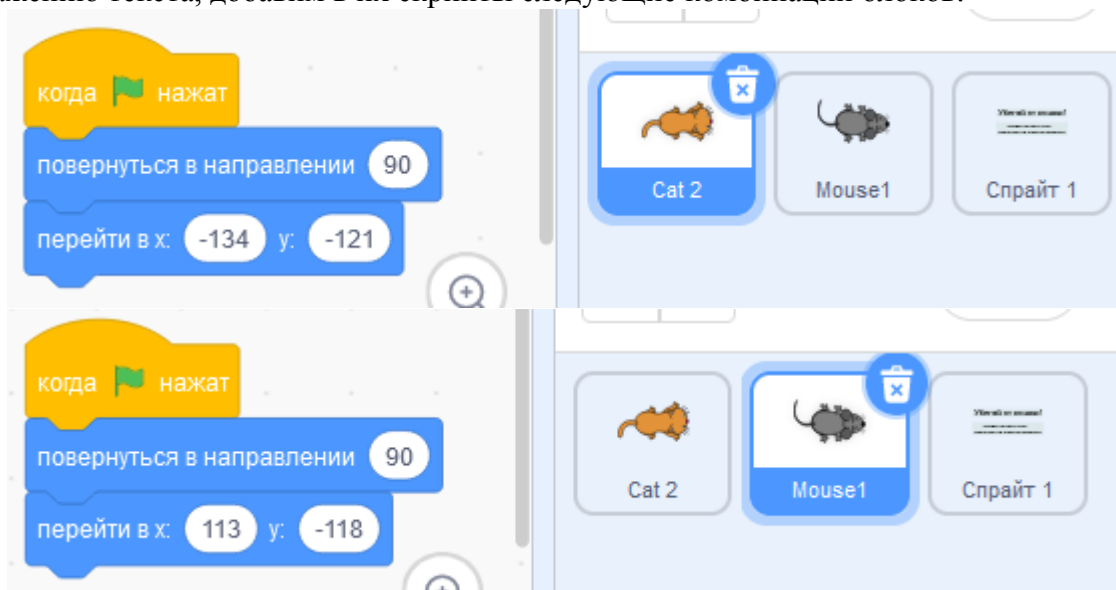 когда нажат
повернуться в направлении 90
перейти в x: -134 y: -121
Cat 2
Mouse1
Спрайт 1
когда нажат
повернуться в направлении 90
перейти в x: 113 y: -118
Cat 2
Mouse1
Спрайт 1